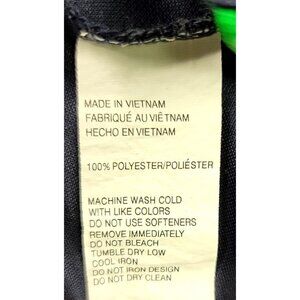 MADE IN VIETNAM
FABRIQUÉ AU VIÊTNAM
HECHO EN VIETNAM
100% POLYESTER/POLIÉSTER
MACHINE WASH COLD
WITH LIKE COLORS
DO NOT USE SOFTENERS
REMOVE IMMEDIATELY
DO NOT BLEACH
TUMBLE DRY LOW
COOL IRON
DO NOT IRON DESIGN
DO NOT DRY CLEAN